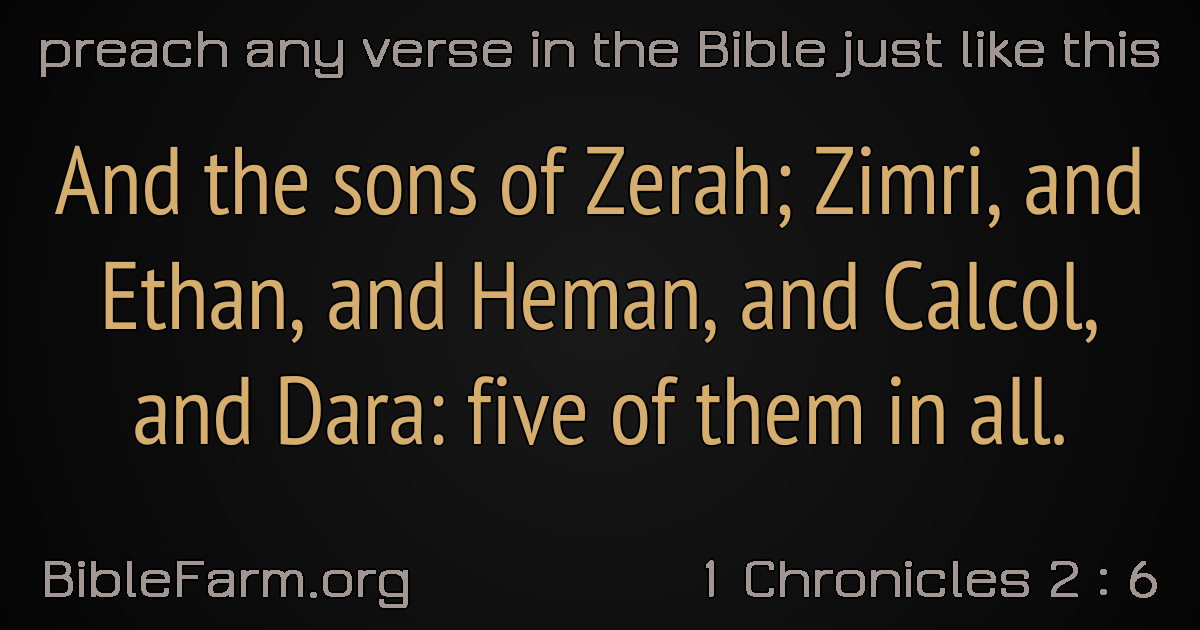 preach any verse in the Bible just like this
And the sons of Zerah; Zimri, and
Ethan, and Heman, and Calcol,
and Dara: five of them in all.
BibleFarm.org
1 Chronicles 2 : 6